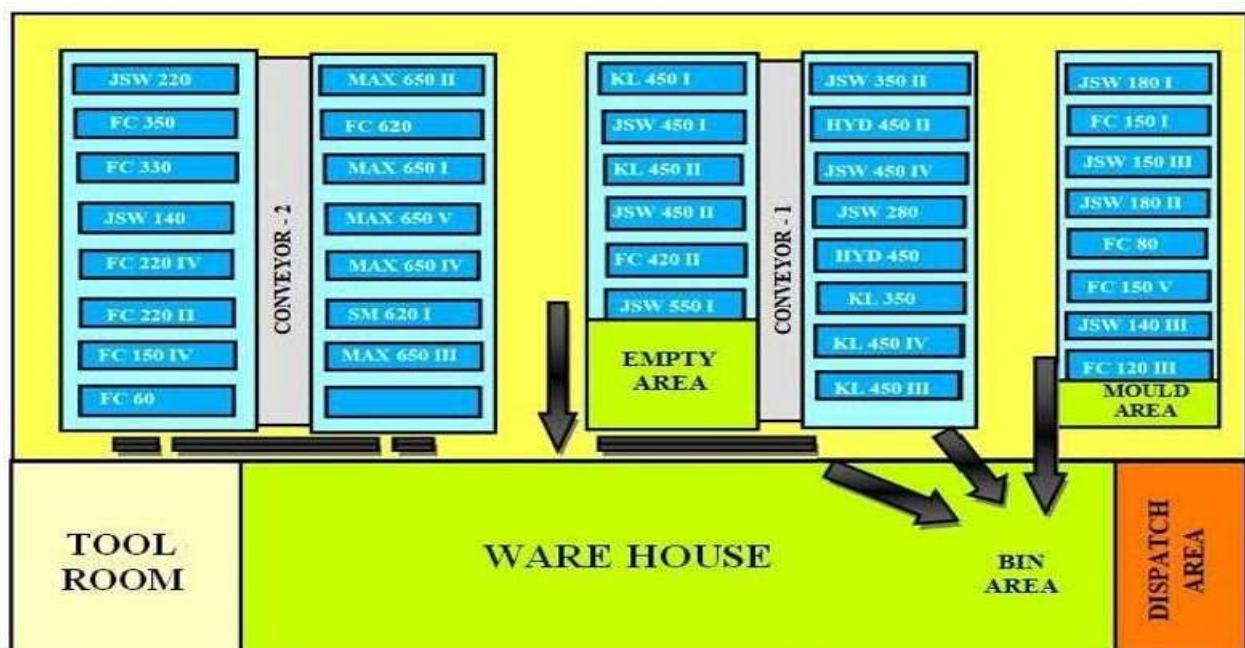 JSW 220
FC 350
FC 330
JSW 140
FC 220 IV
FC 220 II
FC 150 IV
FC 60
CONVEYOR - 2
MAX 650 II
FC 620
MAX 650 I
MAX 650 V
MAX 650 IV
SM 620 I
MAX 650 III
KL 450 I
JSW 450 I
KL 450 II
JSW 450 II
FC 420 II
JSW 550 I
EMPTY
AREA
CONVEYOR - 1
JSW 350 II
HYD 450 II
JSW 450 IV
JSW 280
HYD 450
KL 350
KL 450 IV
KL 450 III
JSW 180 I
FC 150 I
JSW 150 III
JSW 180 II
FC 80
FC 150 V
JSW 140 III
FC 120 III
MOULD
AREA
TOOL
ROOM
WARE HOUSE
BIN
AREA
DISPATCH
AREA